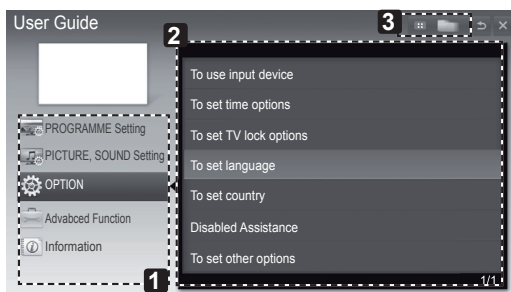 User Guide
3
2
To use input device
To set time options
To set TV lock options
To set language
To set country
Disabled Assistance
To set other options
1/1
PROGRAMME Setting
PICTURE, SOUND Setting
OPTION
Advabced Function
Information
1